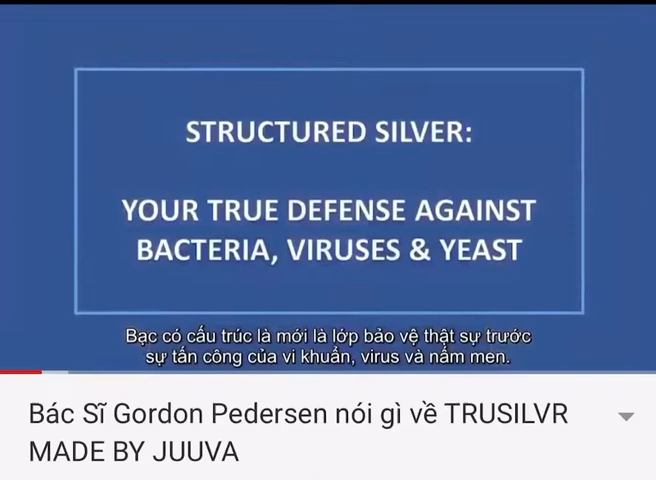 STRUCTURED SILVER:
YOUR TRUE DEFENSE AGAINST
BACTERIA, VIRUSES & YEAST
Bạc có cấu trúc là mới là lớp bảo vệ thật sự trước
sự tấn công của vi khuẩn, virus và nấm men.
Bác Sĩ Gordon Pedersen nói gì về TRUSILVR
MADE BY JUUVA